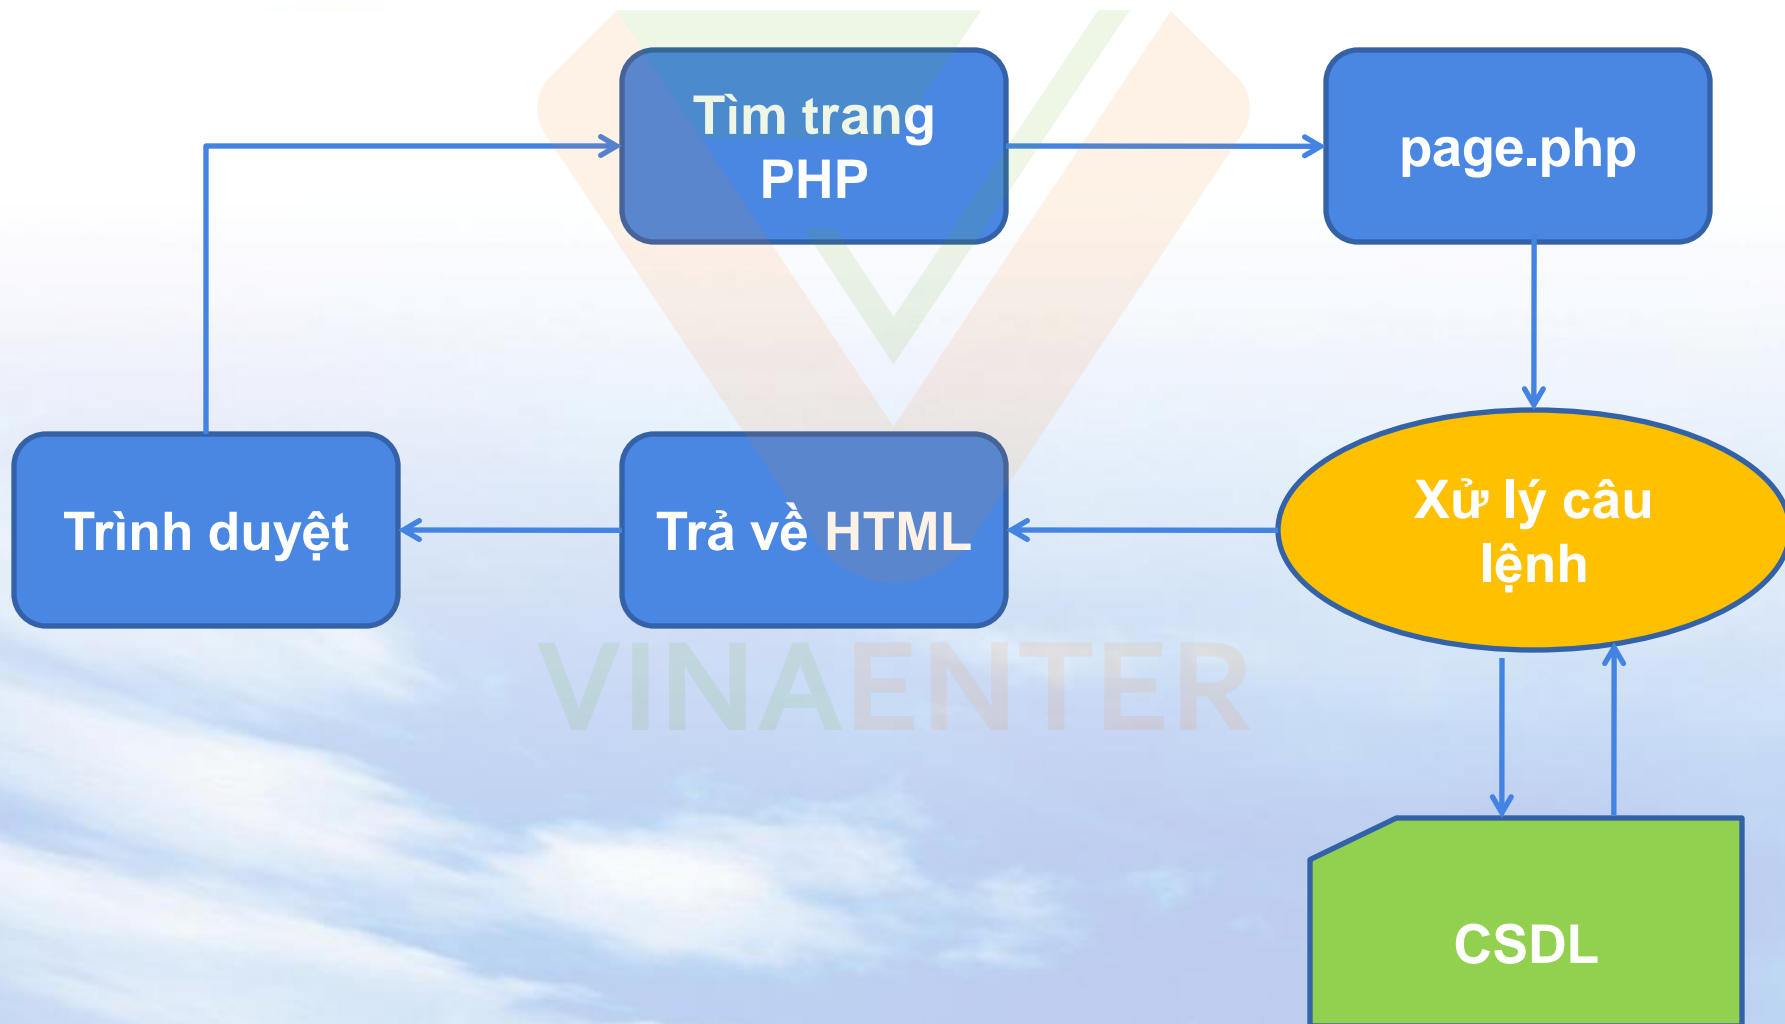 Tìm trang
PHP
page.php
Trình duyệt
Trả về HTML
Xử lý câu
lệnh
VINAENTER
CSDL